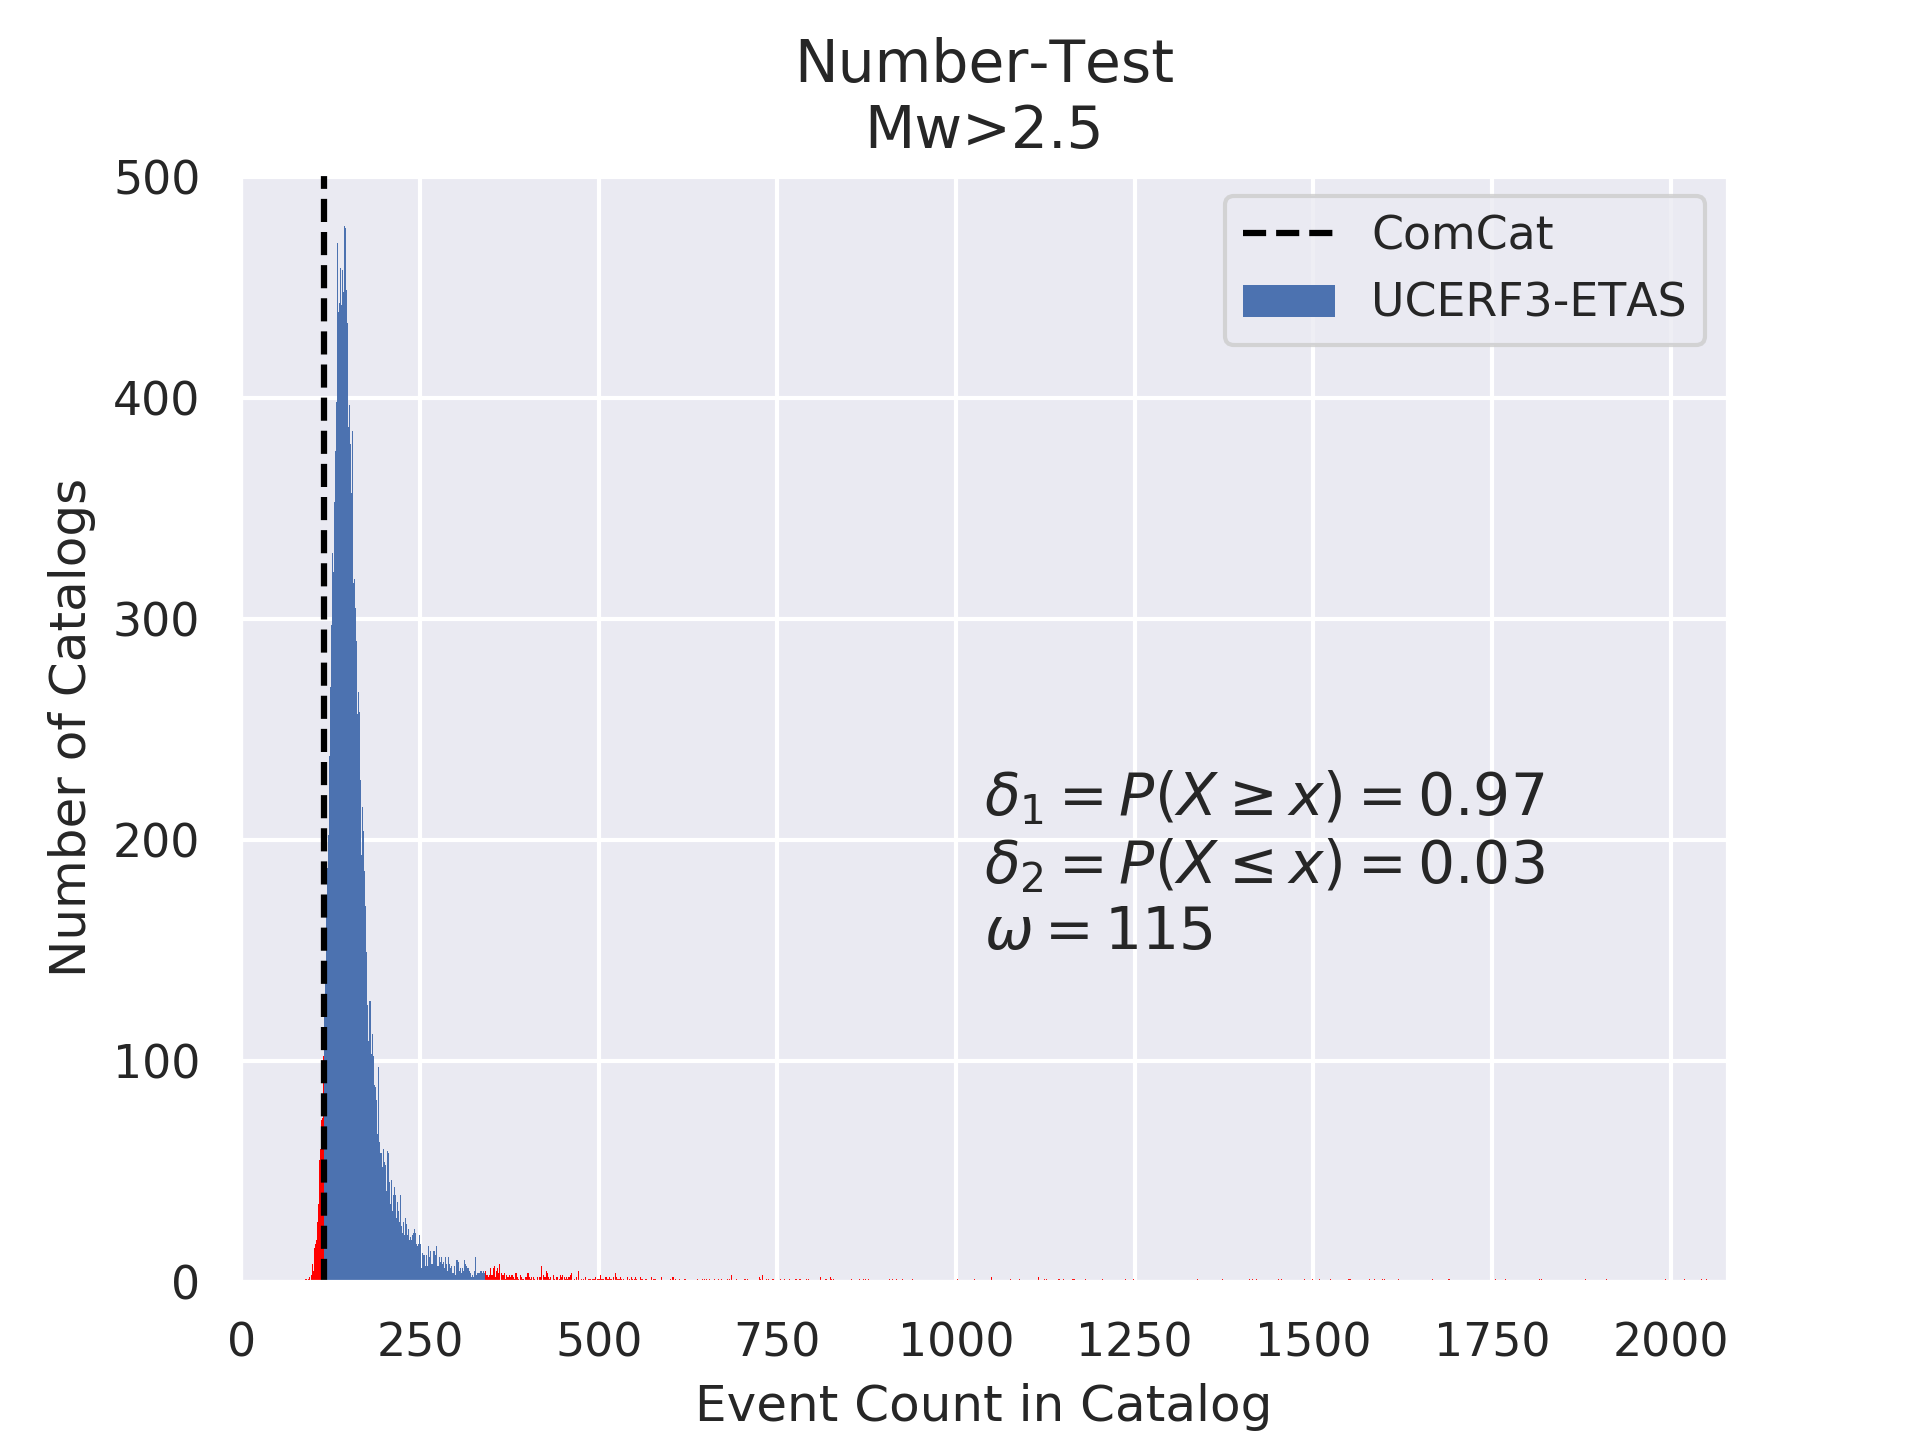 Number-Test
Mw>2.5
500
400
300
200
100
0
Number of Catalogs
ComCat
UCERF3-ETAS
δ₁ = P(X ≥ x) = 0.97
δ₂ = P(X ≤ x) = 0.03
ω = 115
0 250 500 750 1000 1250 1500 1750 2000
Event Count in Catalog